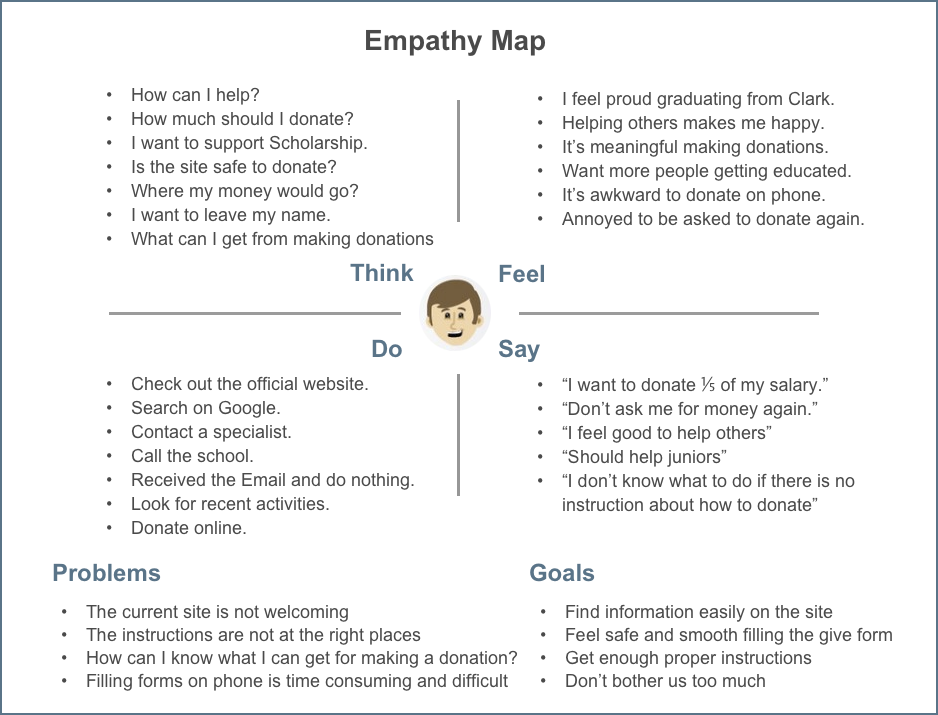 Empathy Map
• How can I help?
• How much should I donate?
• I want to support Scholarship.
• Is the site safe to donate?
• Where my money would go?
• I want to leave my name.
• What can I get from making donations
Think
• I feel proud graduating from Clark.
• Helping others makes me happy.
• It’s meaningful making donations.
• Want more people getting educated.
• It’s awkward to donate on phone.
• Annoyed to be asked to donate again.
Feel
Do
• Check out the official website.
• Search on Google.
• Contact a specialist.
• Call the school.
• Received the Email and do nothing.
• Look for recent activities.
• Donate online.
Say
• “I want to donate ⅕ of my salary.”
• “Don’t ask me for money again.”
• “I feel good to help others”
• “Should help juniors”
• “I don’t know what to do if there is no
instruction about how to donate”
Problems
• The current site is not welcoming
• The instructions are not at the right places
• How can I know what I can get for making a donation?
• Filling forms on phone is time consuming and difficult
Goals
• Find information easily on the site
• Feel safe and smooth filling the give form
• Get enough proper instructions
• Don’t bother us too much